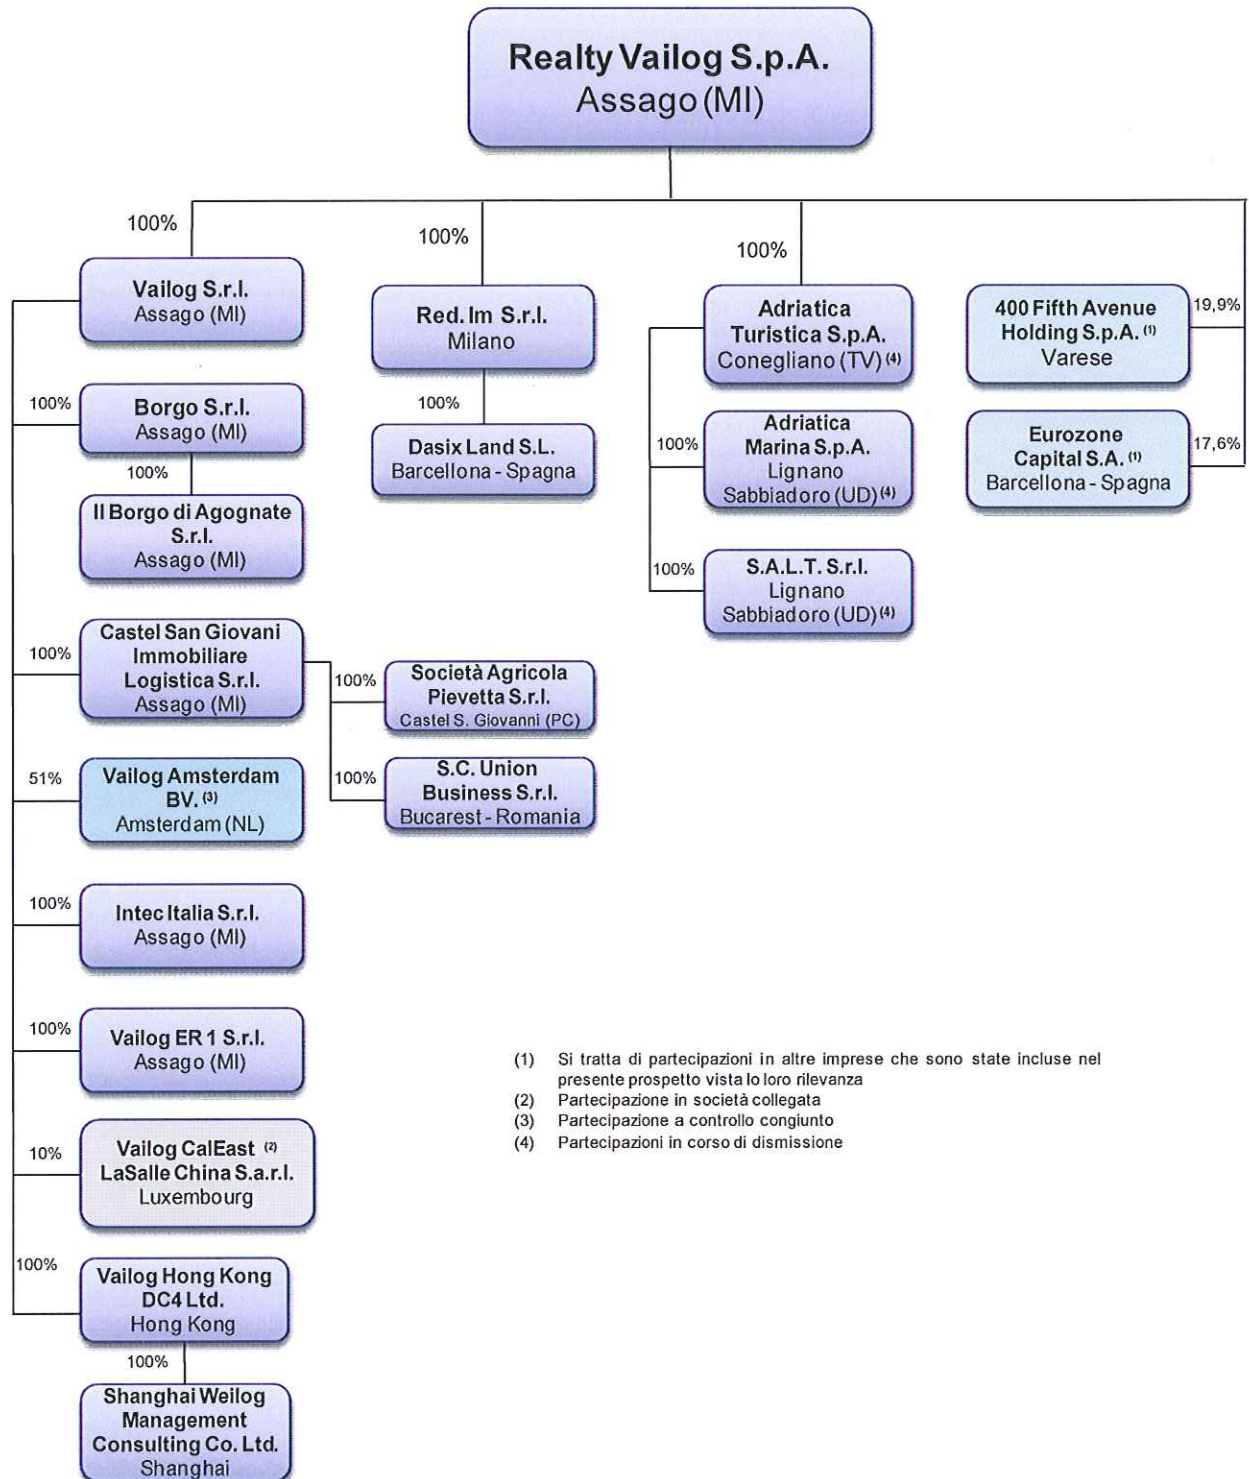 Realty Vailog S.p.A.
Assago (MI)
100%
100%
100%
Vailog S.r.l.
Assago (MI)
Red. Im S.r.l.
Milano
Adriatica
Turistica S.p.A.
Conegliano (TV) (4)
400 Fifth Avenue
Holding S.p.A. (1)
Varese
19,9%
100%
Borgo S.r.l.
Assago (MI)
100%
Dasix Land S.L.
Barcellona - Spagna
100%
Adriatica
Marina S.p.A.
Lignano
Sabbiadoro (UD) (4)
Eurozone
Capital S.A. (1)
Barcellona - Spagna
17,6%
100%
Il Borgo di Agognate
S.r.l.
Assago (MI)
100%
S.A.L.T. S.r.l.
Lignano
Sabbiadoro (UD) (4)
100%
Castel San Giovani
Immobiliare
Logistica S.r.l.
Assago (MI)
100%
Società Agricola
Pievetta S.r.l.
Castel S. Giovanni (PC)
51%
Vailog Amsterdam
BV. (3)
Amsterdam (NL)
100%
S.C. Union
Business S.r.l.
Bucarest - Romania
100%
Intec Italia S.r.l.
Assago (MI)
100%
Vailog ER 1 S.r.l.
Assago (MI)
(1) Si tratta di partecipazioni in altre imprese che sono state incluse nel
presente prospetto vista lo loro rilevanza
(2) Partecipazione in società collegata
(3) Partecipazione a controllo congiunto
(4) Partecipazioni in corso di dismissione
10%
Vailog CalEast (2)
LaSalle China S.a.r.l.
Luxembourg
100%
Vailog Hong Kong
DC4 Ltd.
Hong Kong
100%
Shanghai Weilog
Management
Consulting Co. Ltd.
Shanghai